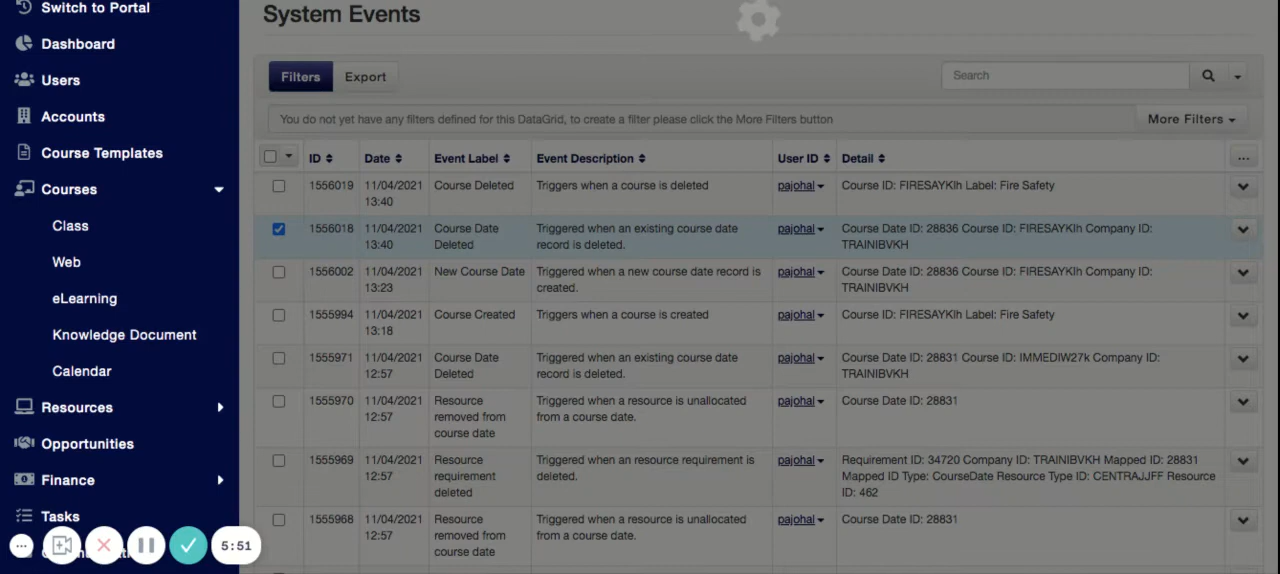 Switch to Portal
Dashboard
Users
Accounts
Course Templates
Courses
Class
Web
eLearning
Knowledge Document
Calendar
Resources
Opportunities
Finance
Tasks
5:51
System Events
Filters Export
Search
You do not yet have any filters defined for this DataGrid, to create a filter please click the More Filters button
More Filters
ID Date Event Label Event Description User ID Detail ...
1556019 11/04/2021 Course Deleted Triggers when a course is deleted pajohal Course ID: FIRESAYKIh Label: Fire Safety
13:40
1556018 11/04/2021 Course Date Triggered when an existing course date pajohal Course Date ID: 28836 Course ID: FIRESAYKIh Company ID:
13:40 Deleted record is deleted. TRAINIBVKH
1556002 11/04/2021 New Course Date Triggered when a new course date record is pajohal Course Date ID: 28836 Course ID: FIRESAYKIh Company ID:
13:23 created. TRAINIBVKH
1555994 11/04/2021 Course Created Triggers when a course is created pajohal Course ID: FIRESAYKIh Label: Fire Safety
13:18
1555971 11/04/2021 Course Date Triggered when an existing course date pajohal Course Date ID: 28831 Course ID: IMMEDIW27k Company ID:
12:57 Deleted record is deleted. TRAINIBVKH
1555970 11/04/2021 Resource Triggered when a resource is unallocated pajohal Course Date ID: 28831
12:57 removed from from a course date.
course date
1555969 11/04/2021 Resource Triggered when an resource requirement is pajohal Requirement ID: 34720 Company ID: TRAINIBVKH Mapped ID: 28831
12:57 requirement deleted. Mapped ID Type: CourseDate Resource Type ID: CENTRAJJFF Resource
deleted ID: 462
1555968 11/04/2021 Resource Triggered when a resource is unallocated pajohal Course Date ID: 28831
12:57 removed from from a course date.
course date